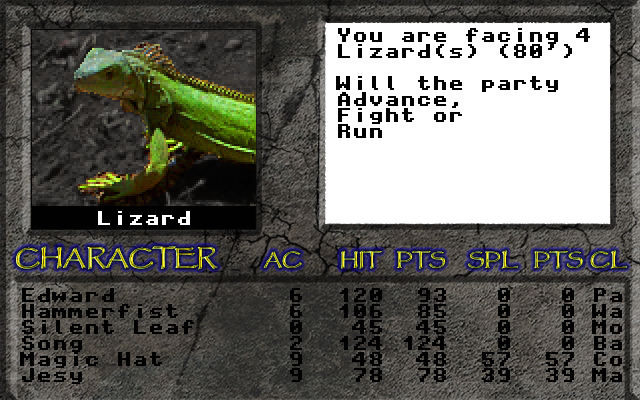 You are facing 4
Lizard(s) (80')
Will the party
Advance,
Fight or
Run
Lizard
CHARACTER AC HIT PTS SPL PTS CL
Edward 6 120 93 0 0 Pa
Hammerfist 6 106 85 0 0 Wa
Silent Leaf 0 45 45 0 0 Mo
Song 2 124 124 0 0 Ba
Magic Hat 9 48 48 57 57 Co
Jesy 9 78 78 39 39 Ma